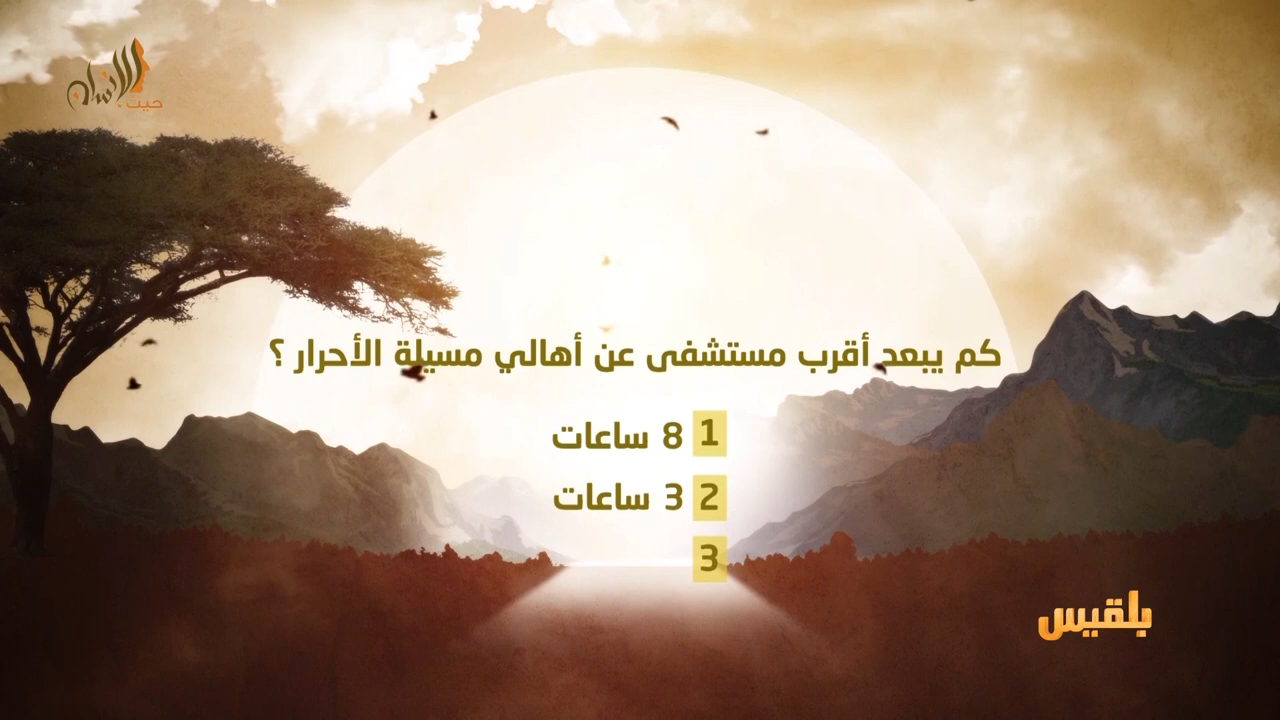 حيث الإنسان
كم يبعد أقرب مستشفى عن أهالي مسيلة الأحرار ؟
1 8 ساعات
2 3 ساعات
3
بلقيس